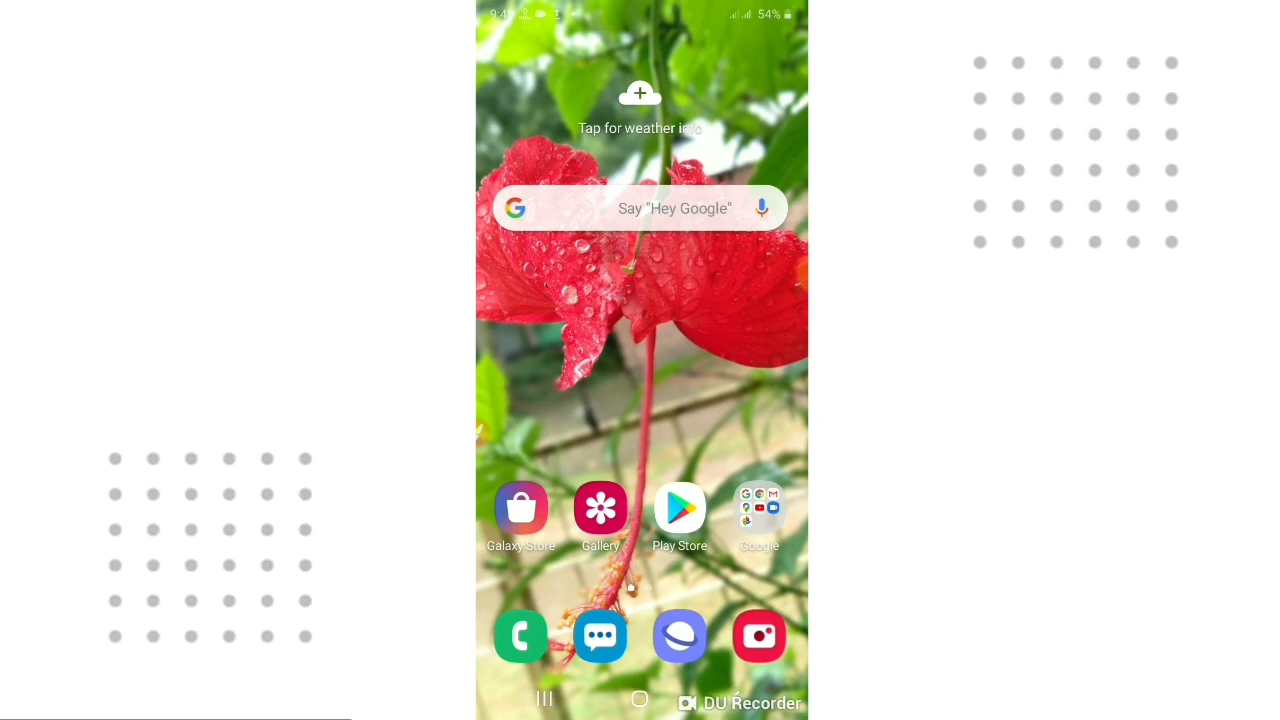 54%
Tap for weather info
Say "Hey Google"
Galaxy Store
Gallery
Play Store
Google
DU Recorder